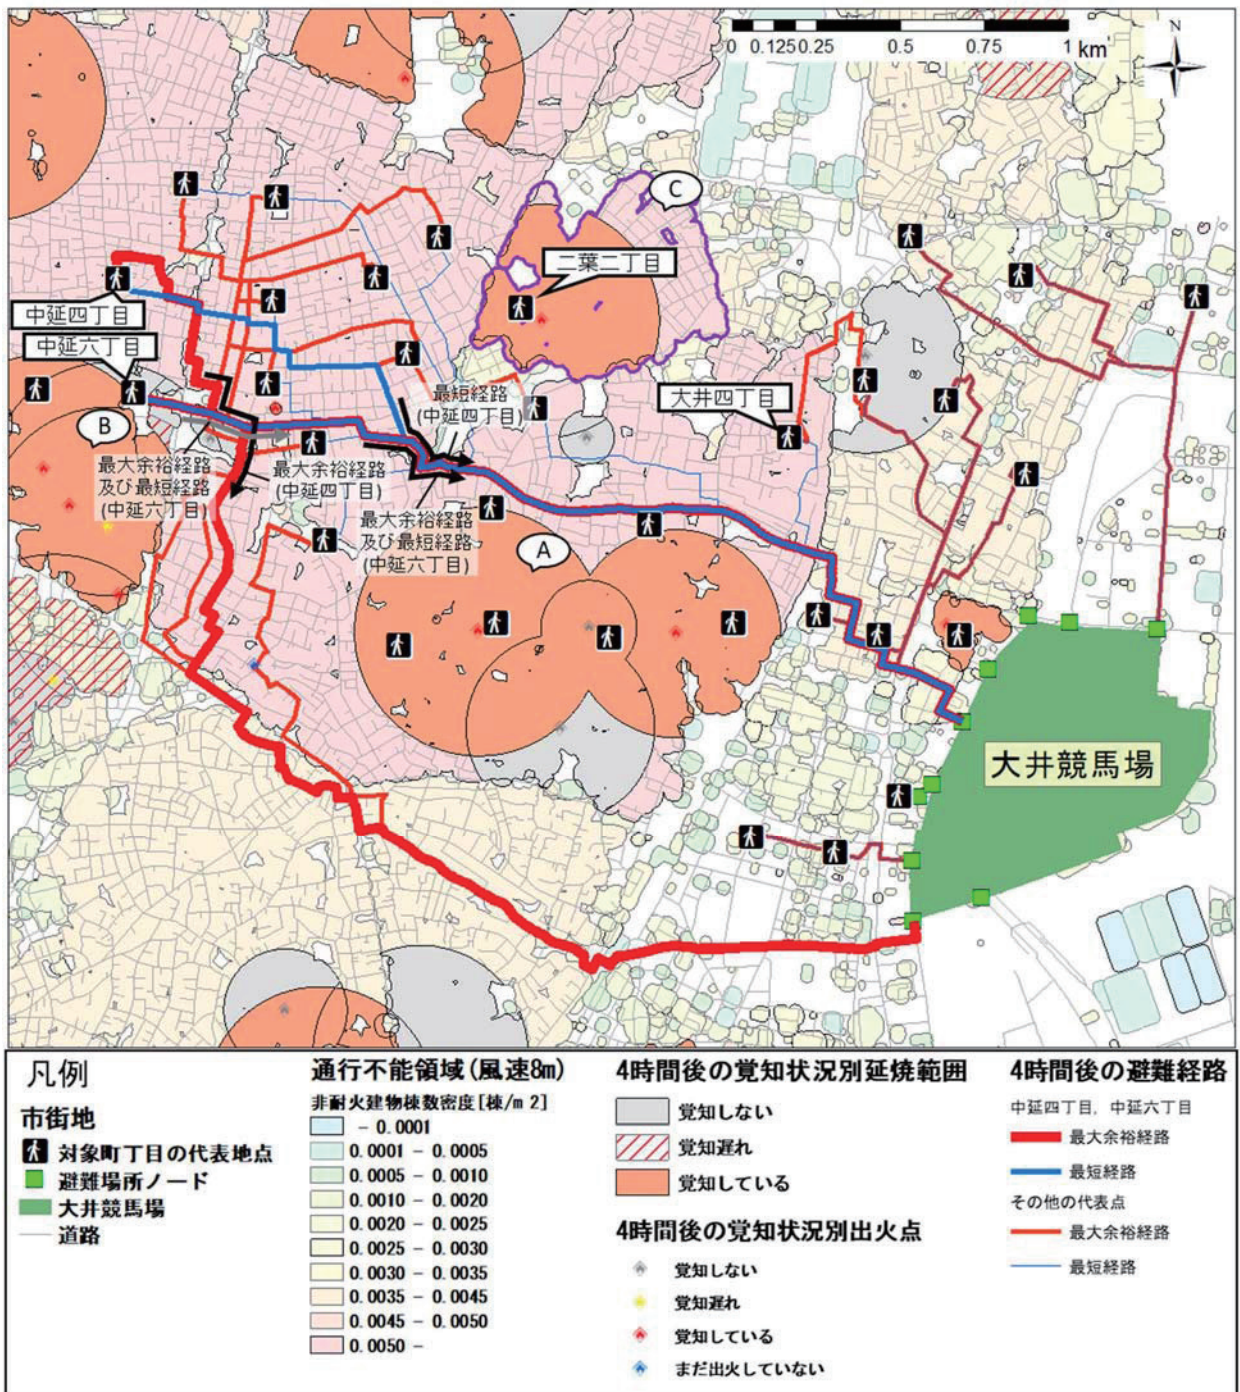 N
0 0.125 0.25 0.5 0.75 1 km
C
二葉二丁目
中延四丁目
中延六丁目
最短経路
(中延四丁目)
大井四丁目
B
最大余裕経路
及び最短経路
(中延六丁目)
最大余裕経路
(中延四丁目)
最大余裕経路
及び最短経路
(中延六丁目)
A
大井競馬場
凡例
市街地
対象町丁目の代表地点
避難場所ノード
大井競馬場
道路
通行不能領域(風速8m)
非耐火建物棟数密度[棟/m 2]
- 0.0001
0.0001 - 0.0005
0.0005 - 0.0010
0.0010 - 0.0020
0.0020 - 0.0025
0.0025 - 0.0030
0.0030 - 0.0035
0.0035 - 0.0045
0.0045 - 0.0050
0.0050 -
4時間後の覚知状況別延焼範囲
覚知しない
覚知遅れ
覚知している
4時間後の覚知状況別出火点
覚知しない
覚知遅れ
覚知している
まだ出火していない
4時間後の避難経路
中延四丁目, 中延六丁目
最大余裕経路
最短経路
その他の代表点
最大余裕経路
最短経路